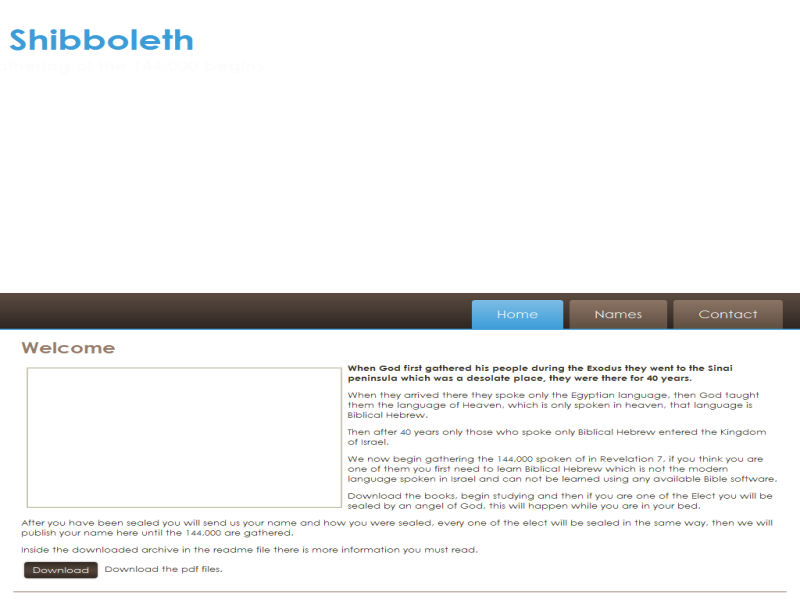 Shibboleth
Home
Names
Contact
Welcome
When God first gathered his people during the Exodus they went to the Sinai
peninsula which was a desolate place, they were there for 40 years.
When they arrived there they spoke only the Egyptian language, then God taught
them the language of Heaven, which is only spoken in heaven, that language is
Biblical Hebrew.
Then after 40 years only those who spoke only Biblical Hebrew entered the Kingdom
of Israel.
We now begin gathering the 144,000 spoken of in Revelation 7, if you think you are
one of them you first need to learn Biblical Hebrew which is not the modern
language spoken in Israel and can not be learned using any available Bible software.
Download the books, begin studying and then if you are one of the Elect you will be
sealed by an angel of God, this will happen while you are in your bed.
After you have been sealed you will send us your name and how you were sealed, every one of the elect will be sealed in the same way, then we will
publish your name here until the 144,000 are gathered.
Inside the downloaded archive in the readme file there is more information you must read.
Download
Download the pdf files.